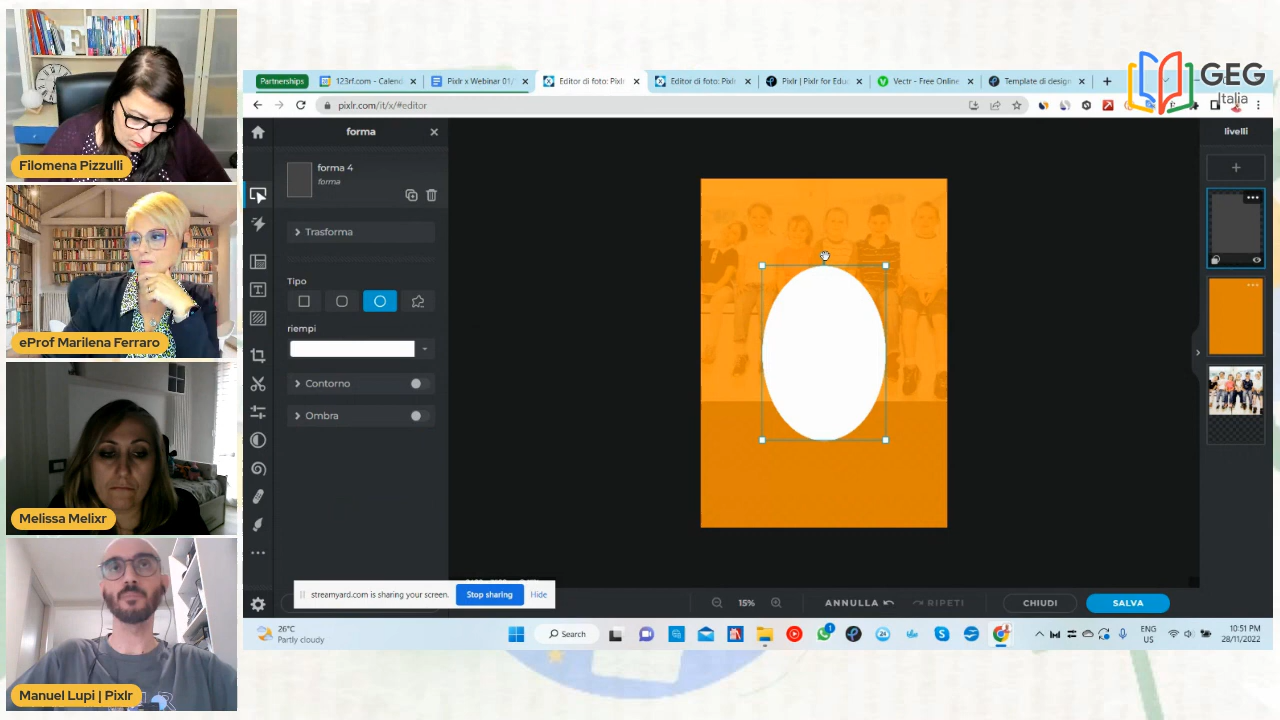 Filomena Pizzulli
eProf Marilena Ferraro
Melissa Melixr
Manuel Lupi | Pixlr
GEG
Italia
Partnerships
123rf.com - Calend
Pixlr x Webinar 01/
Editor di foto: Pixl
Editor di foto: Pixl
Pixlr | Pixlr for Educ
Vectr - Free Online
Template di design
pixlr.com/it/x/#editor
forma
forma 4
forma
Trasforma
Tipo
riempi
Contorno
Ombra
livelli
streamyard.com is sharing your screen.
Stop sharing
Hide
15%
ANNULLA
RIPETI
CHIUDI
SALVA
26°C
Partly cloudy
Search
ENG
US
10:51 PM
28/11/2022